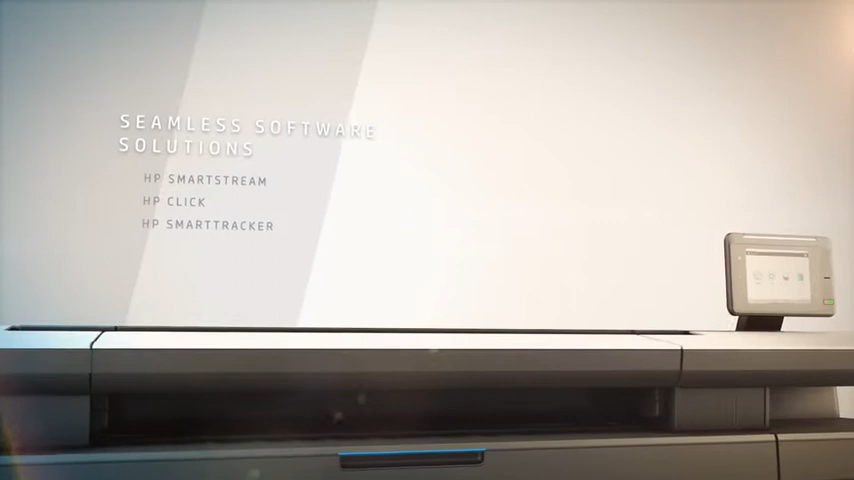 SEAMLESS SOFTWARE
SOLUTIONS
HP SMARTSTREAM
HP CLICK
HP SMARTTRACKER